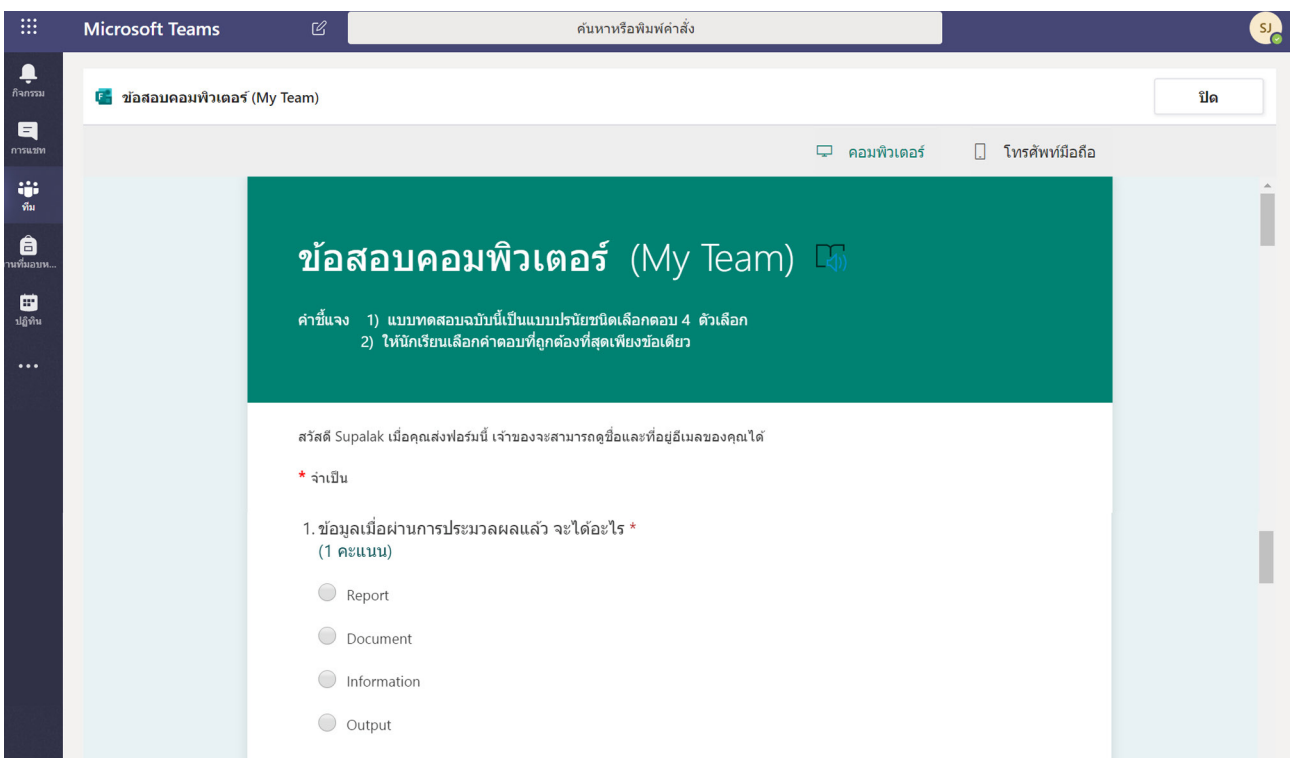 Microsoft Teams
ค้นหาหรือพิมพ์คำสั่ง
SJ
กิจกรรม
การแชท
ทีม
านที่มอบห...
ปฏิทิน
ข้อสอบคอมพิวเตอร์ (My Team)
ปิด
คอมพิวเตอร์
โทรศัพท์มือถือ
ข้อสอบคอมพิวเตอร์ (My Team)
คำชี้แจง 1) แบบทดสอบฉบับนี้เป็นแบบปรนัยชนิดเลือกตอบ 4 ตัวเลือก
2) ให้นักเรียนเลือกคำตอบที่ถูกต้องที่สุดเพียงข้อเดียว
สวัสดี Supalak เมื่อคุณส่งฟอร์มนี้ เจ้าของจะสามารถดูชื่อและที่อยู่อีเมลของคุณได้
* จำเป็น
1. ข้อมูลเมื่อผ่านการประมวลผลแล้ว จะได้อะไร *
(1 คะแนน)
Report
Document
Information
Output